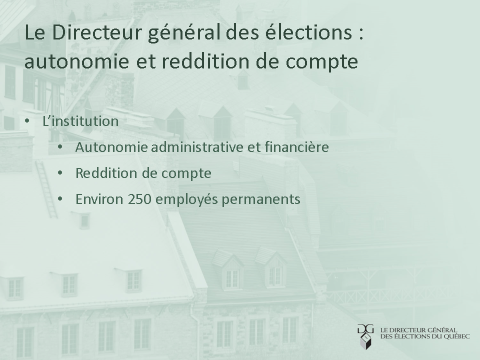 Le Directeur général des élections :
autonomie et reddition de compte
• L'institution
• Autonomie administrative et financière
• Reddition de compte
• Environ 250 employés permanents
LE DIRECTEUR GÉNÉRAL
DES ÉLECTIONS DU QUÉBEC